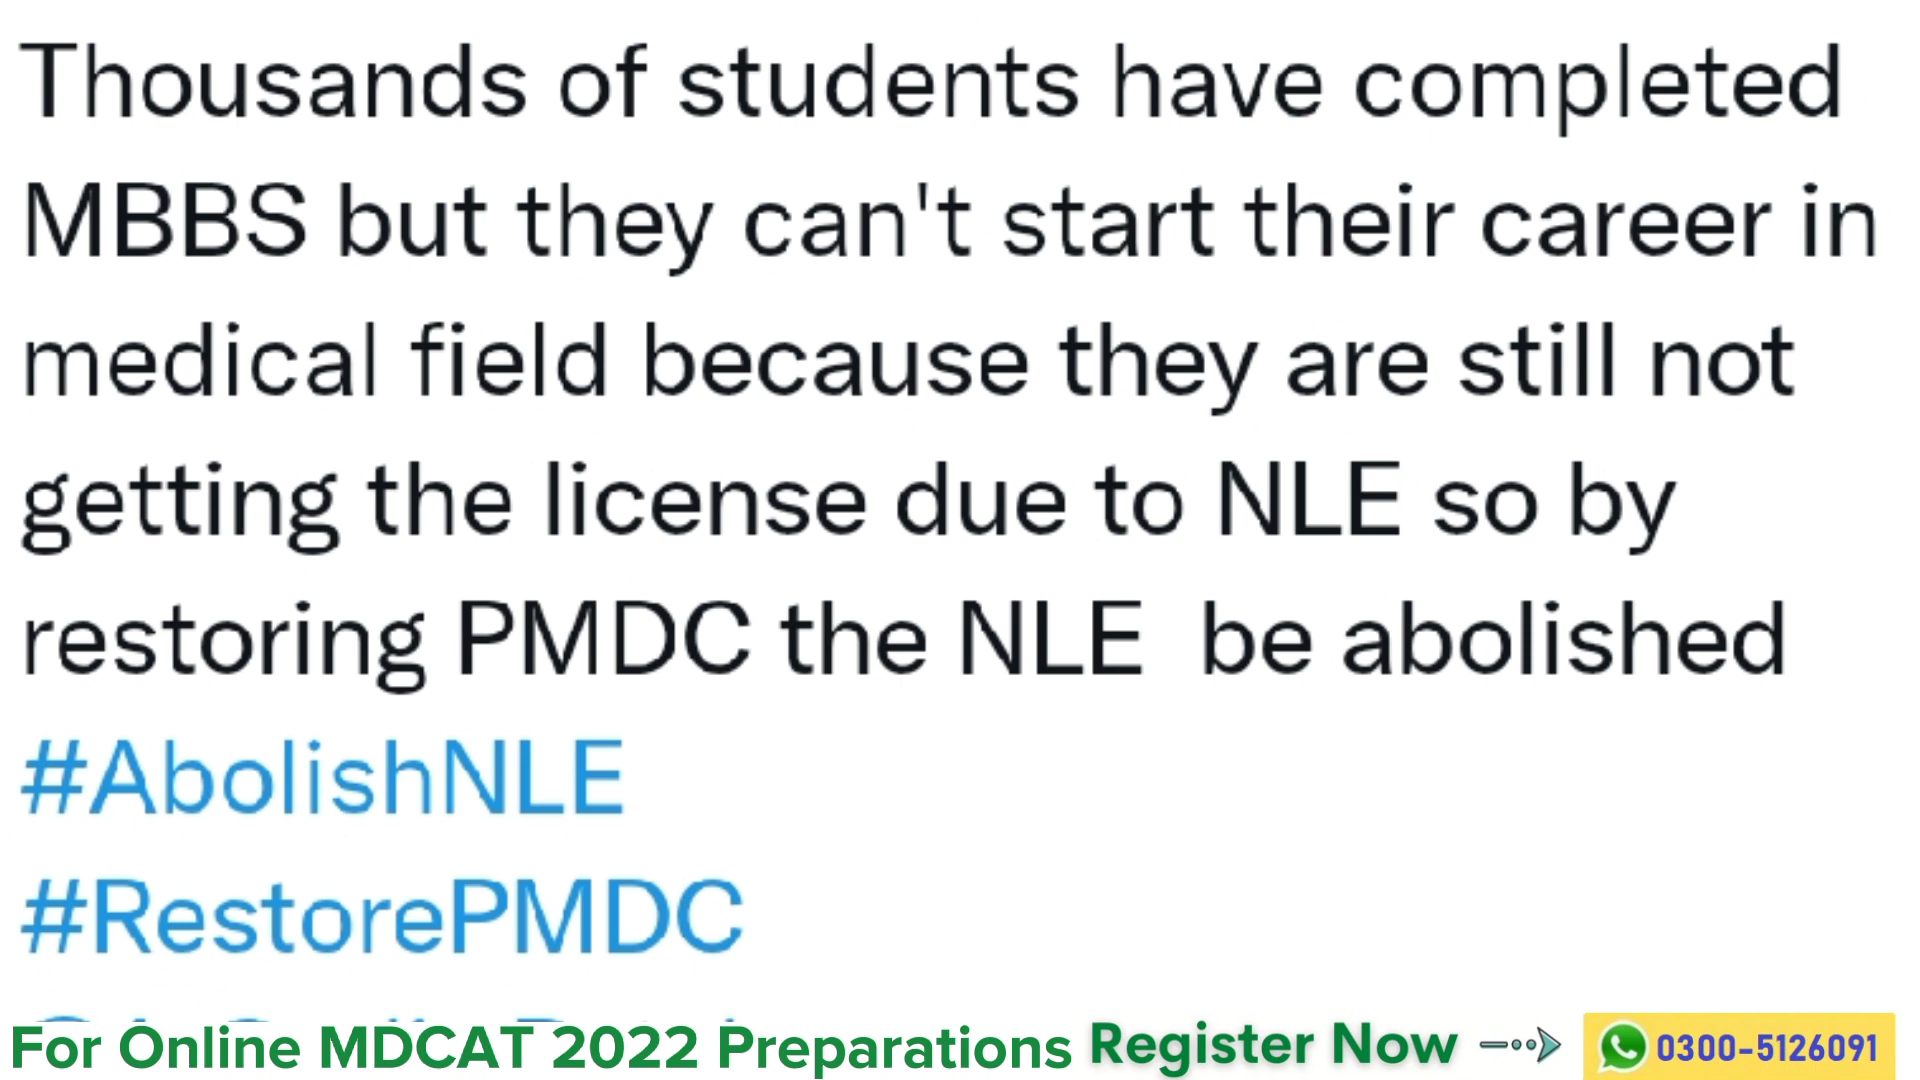 Thousands of students have completed
MBBS but they can't start their career in
medical field because they are still not
getting the license due to NLE so by
restoring PMDC the NLE  be abolished
#AbolishNLE
#RestorePMDC
For Online MDCAT 2022 Preparations Register Now 0300-5126091